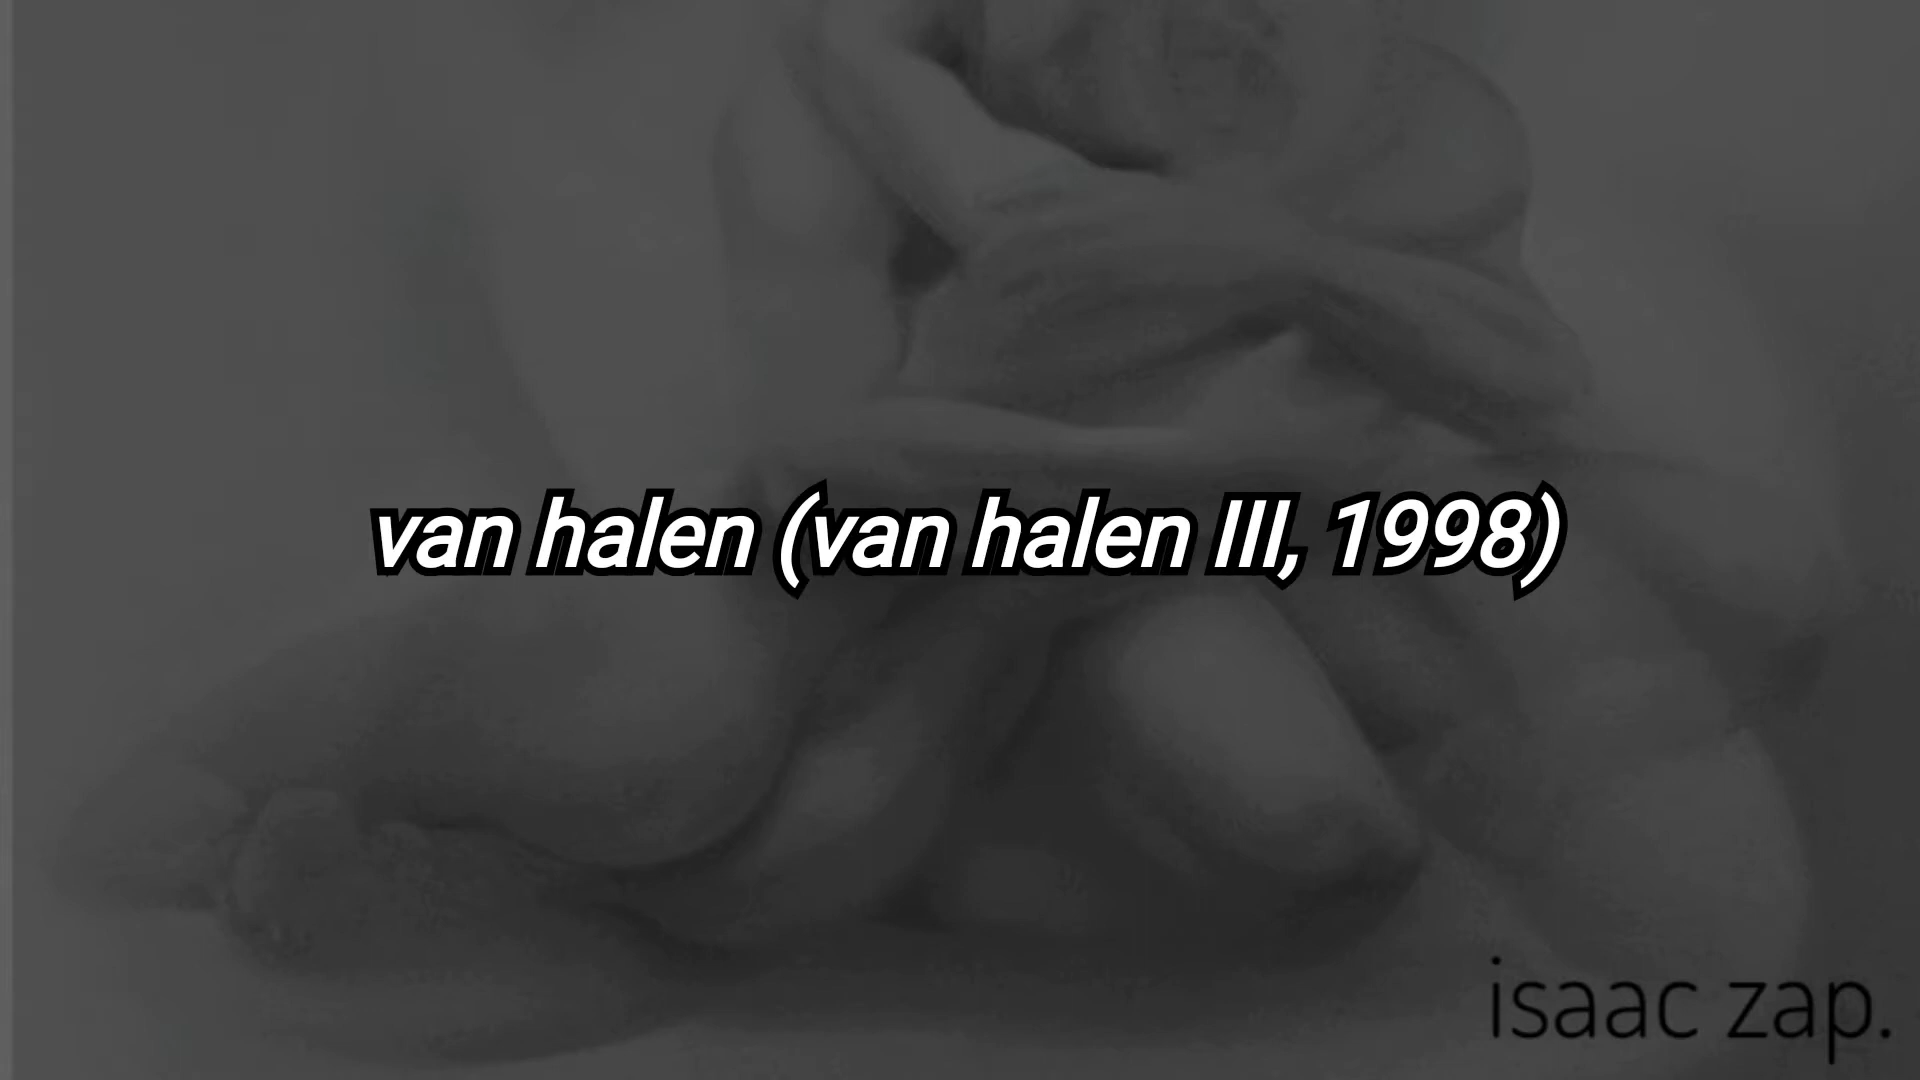 van halen (van halen III, 1998)
isaac zap.